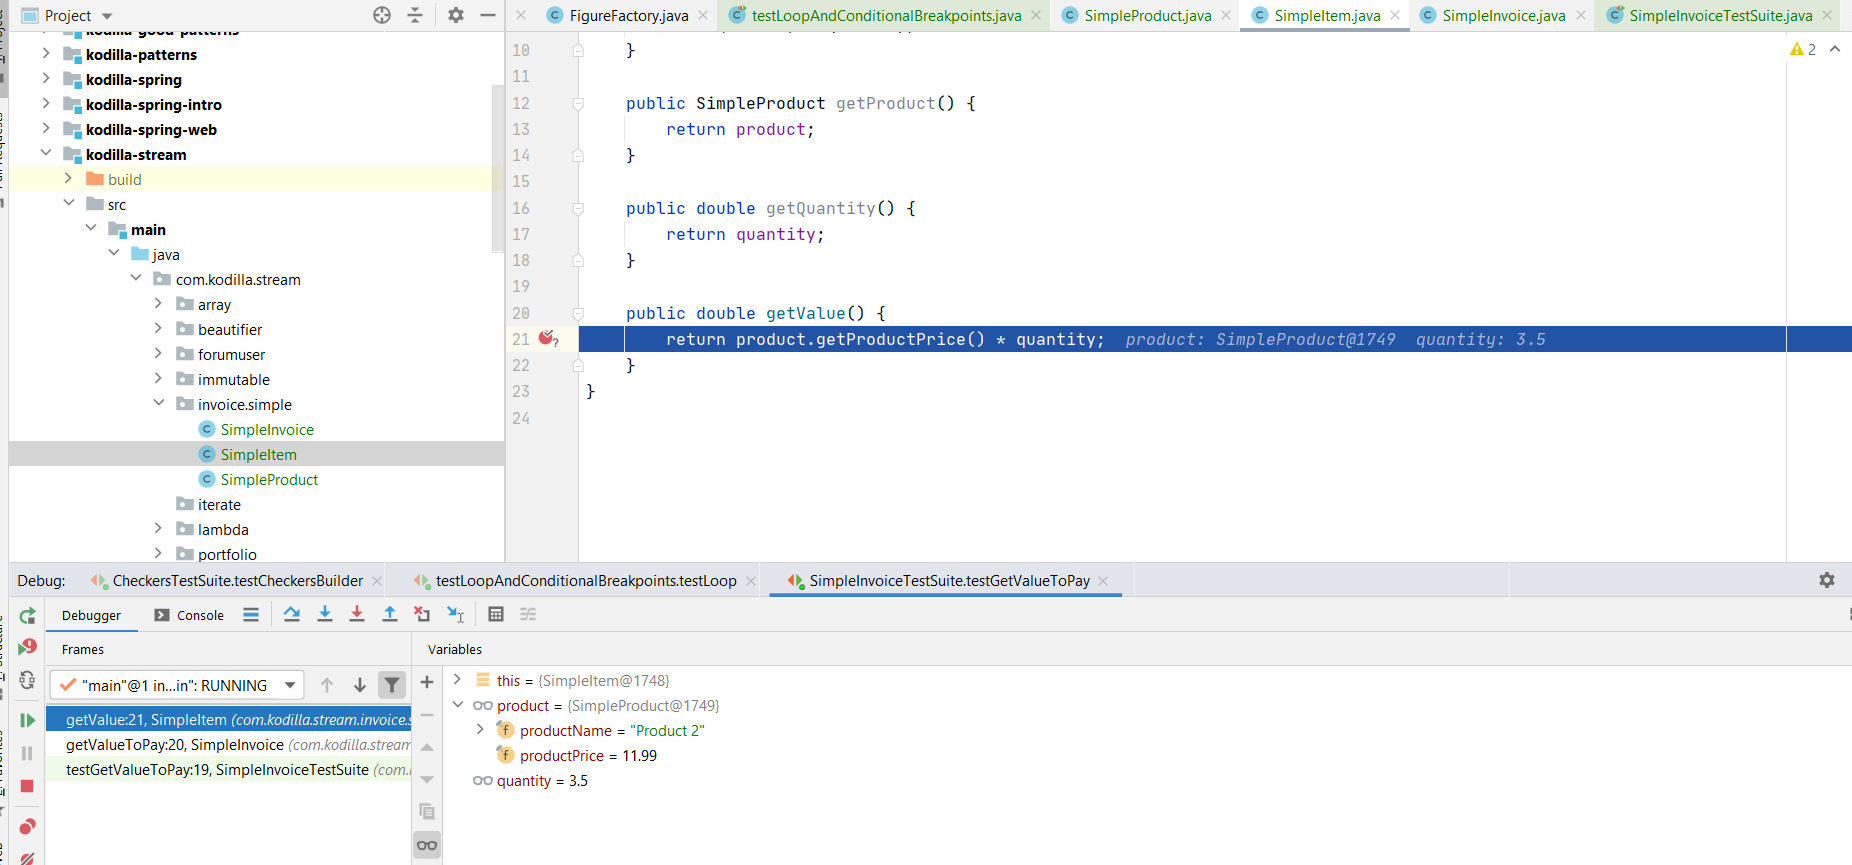 Project
FigureFactory.java
testLoopAndConditionalBreakpoints.java
SimpleProduct.java
SimpleItem.java
SimpleInvoice.java
SimpleInvoiceTestSuite.java
kodilla-good-patterns
kodilla-patterns
kodilla-spring
kodilla-spring-intro
kodilla-spring-web
kodilla-stream
build
src
main
java
com.kodilla.stream
array
beautifier
forumuser
immutable
invoice.simple
SimpleInvoice
SimpleItem
SimpleProduct
iterate
lambda
portfolio
2
10 }
11
12 public SimpleProduct getProduct() {
13 return product;
14 }
15
16 public double getQuantity() {
17 return quantity;
18 }
19
20 public double getValue() {
21 return product.getProductPrice() * quantity; product: SimpleProduct@1749 quantity: 3.5
22 }
23 }
24
Debug:
CheckersTestSuite.testCheckersBuilder
testLoopAndConditionalBreakpoints.testLoop
SimpleInvoiceTestSuite.testGetValueToPay
Debugger
Console
Frames
"main"@1 in...in": RUNNING
getValue:21, SimpleItem (com.kodilla.stream.invoice.s
getValueToPay:20, SimpleInvoice (com.kodilla.stream
testGetValueToPay:19, SimpleInvoiceTestSuite (com.
Variables
this = {SimpleItem@1748}
product = {SimpleProduct@1749}
productName = "Product 2"
productPrice = 11.99
quantity = 3.5